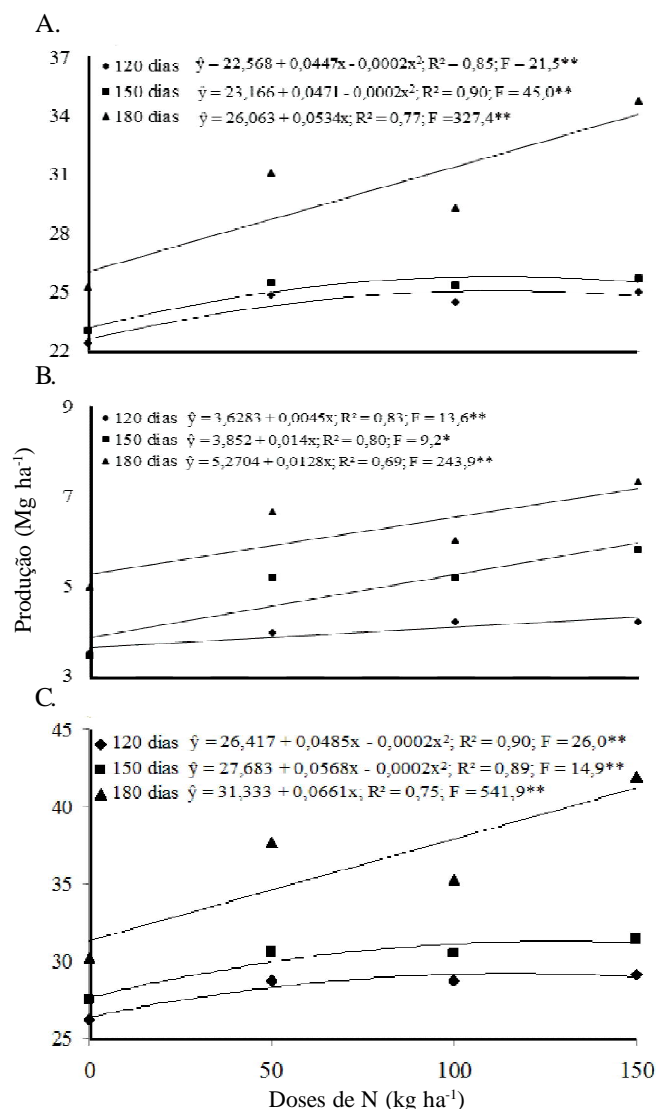 A.
37
34
31
28
25
22
120 dias ŷ = 22,568 + 0,0447x - 0,0002x²; R² = 0,85; F = 21,5**
150 dias ŷ = 23,166 + 0,0471 - 0,0002x²; R² = 0,90; F = 45,0**
180 dias ŷ = 26,063 + 0,0534x; R² = 0,77; F =327,4**
B.
9
7
5
3
120 dias ŷ = 3,6283 + 0,0045x; R² = 0,83; F = 13,6**
150 dias ŷ = 3,852 + 0,014x; R² = 0,80; F = 9,2*
180 dias ŷ = 5,2704 + 0,0128x; R² = 0,69; F = 243,9**
Produção (Mg ha⁻¹)
C.
45
40
35
30
25
120 dias ŷ = 26,417 + 0,0485x - 0,0002x²; R² = 0,90; F = 26,0**
150 dias ŷ = 27,683 + 0,0568x - 0,0002x²; R² = 0,89; F = 14,9**
180 dias ŷ = 31,333 + 0,0661x; R² = 0,75; F = 541,9**
0 50 100 150
Doses de N (kg ha⁻¹)